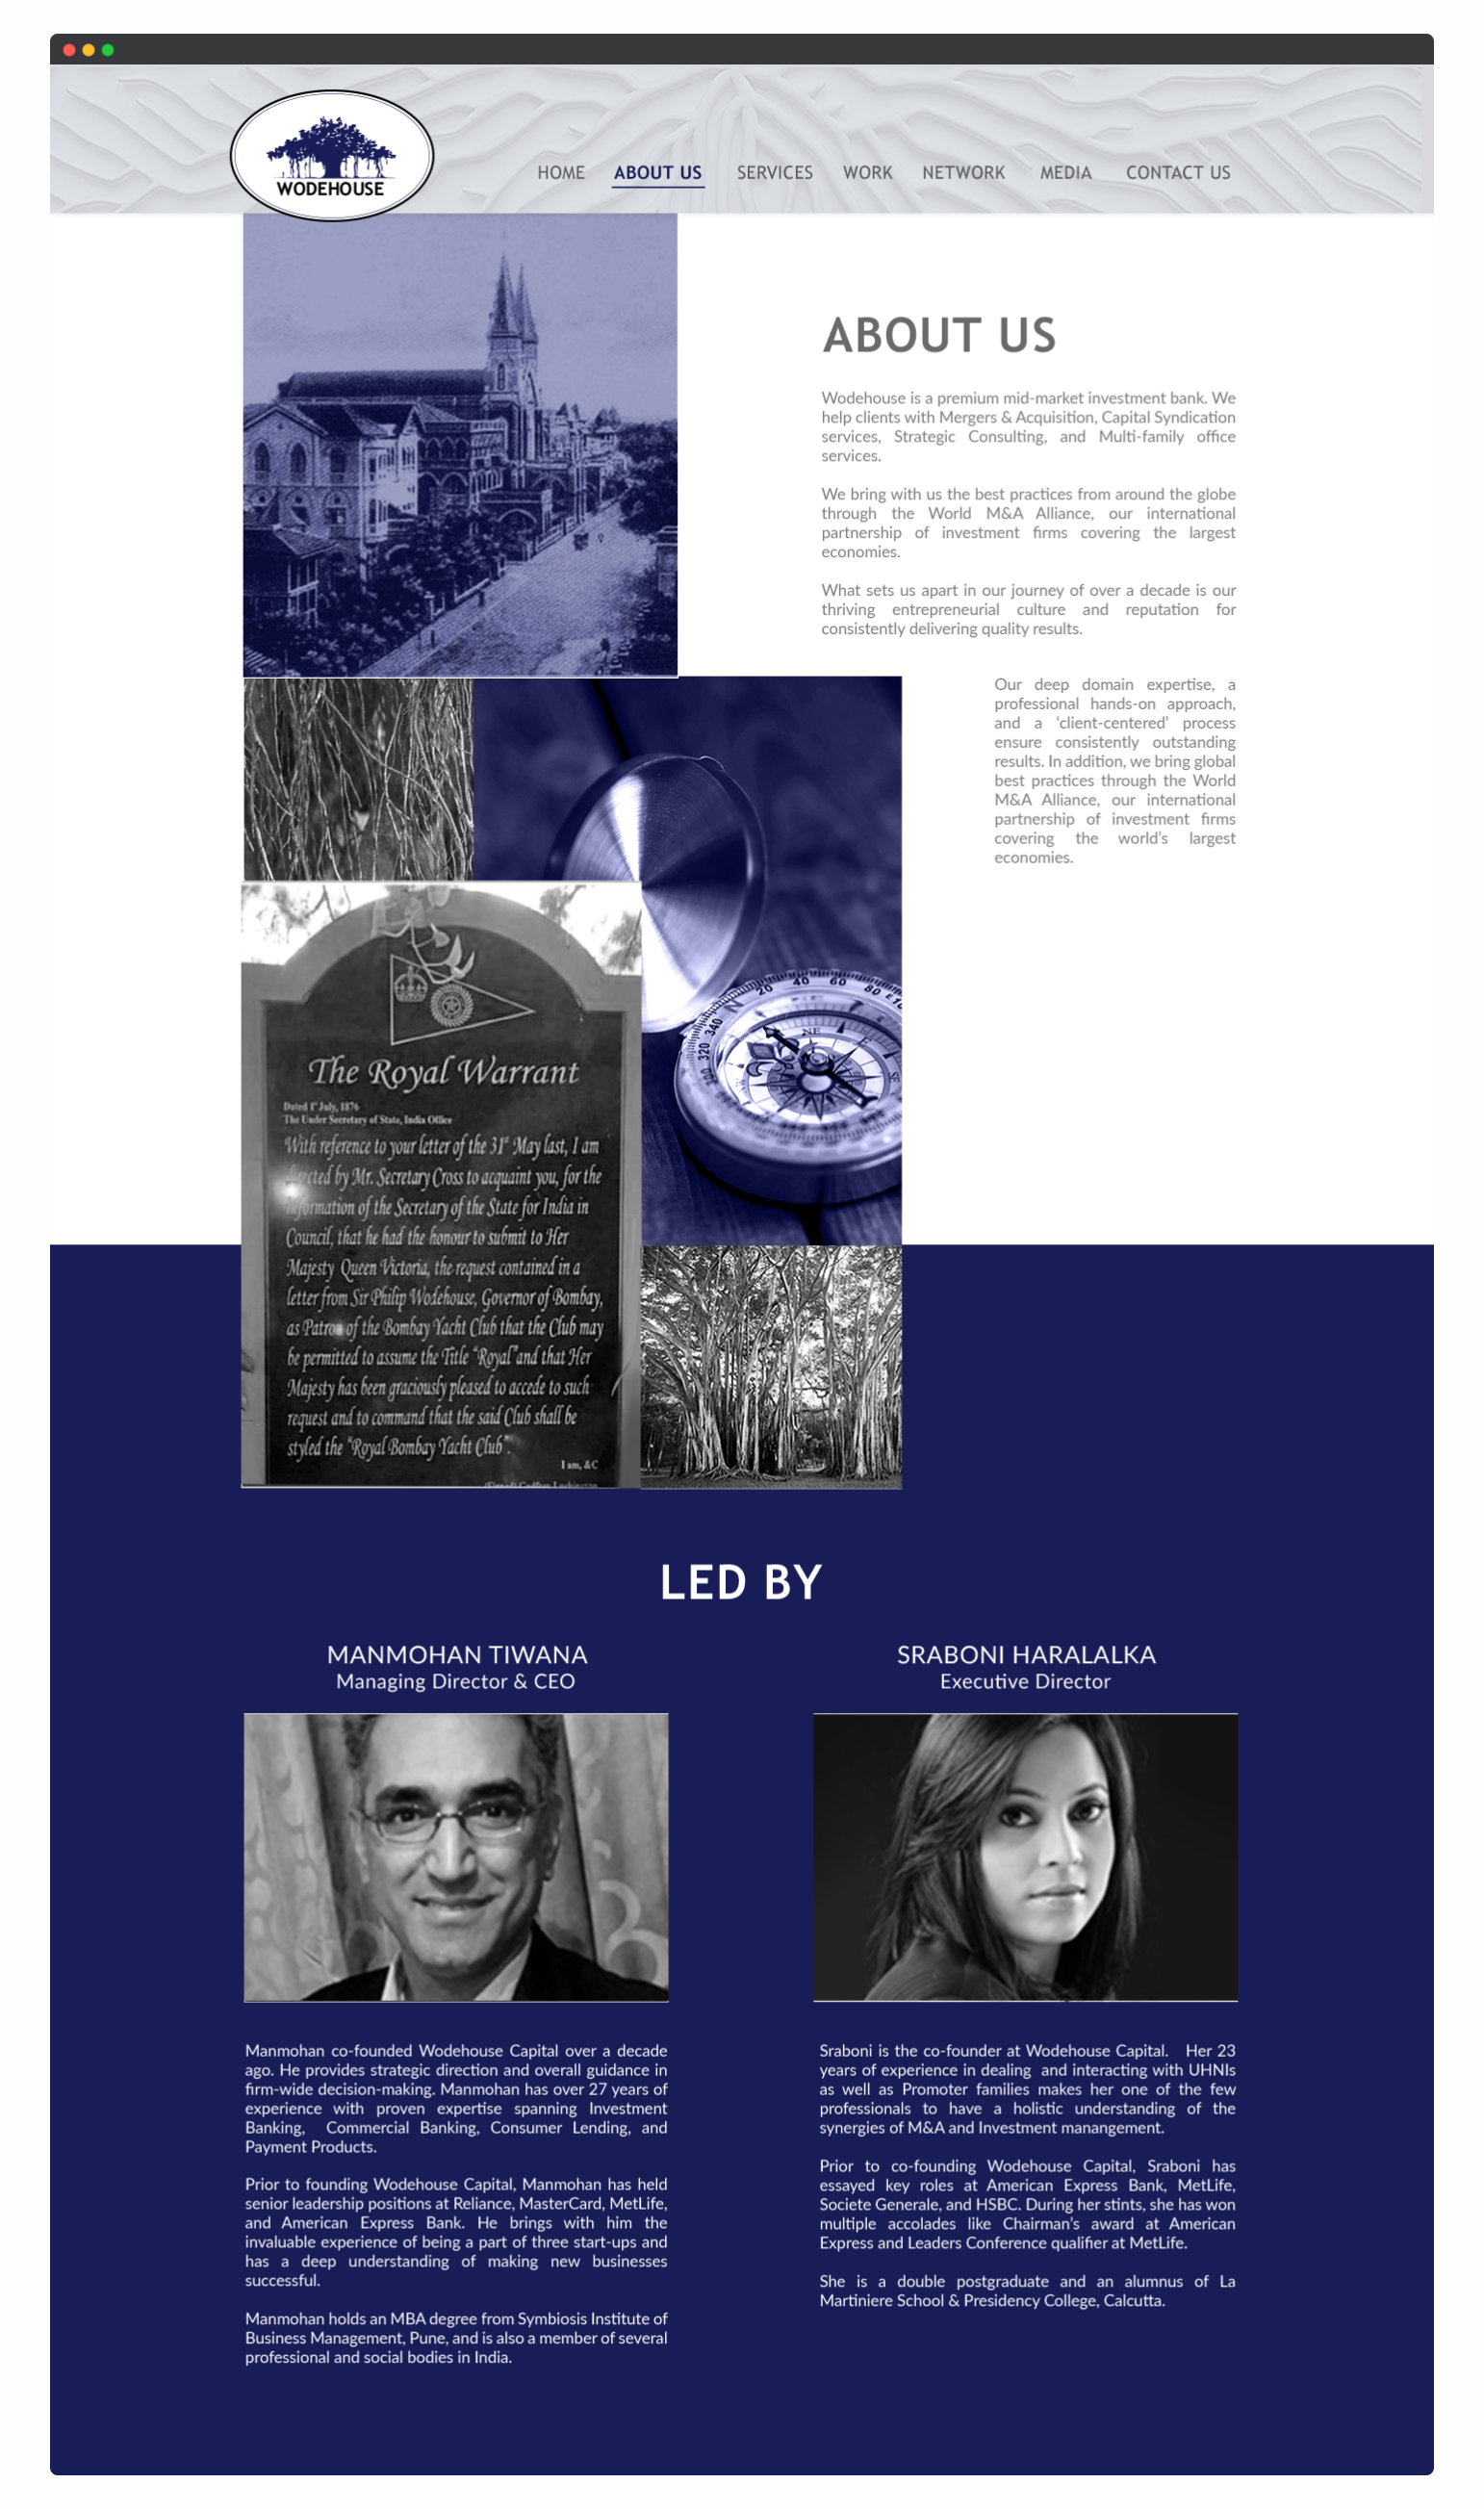 WODEHOUSE
HOME ABOUT US SERVICES WORK NETWORK MEDIA CONTACT US
ABOUT US
Wodehouse is a premium mid-market investment bank. We
help clients with Mergers & Acquisition, Capital Syndication
services, Strategic Consulting, and Multi-family office
services.
We bring with us the best practices from around the globe
through the World M&A Alliance, our international
partnership of investment firms covering the largest
economies.
What sets us apart in our journey of over a decade is our
thriving entrepreneurial culture and reputation for
consistently delivering quality results.
Our deep domain expertise, a
professional hands-on approach,
and a ‘client-centered’ process
ensure consistently outstanding
results. In addition, we bring global
best practices through the World
M&A Alliance, our international
partnership of investment firms
covering the world’s largest
economies.
20 40 60 80
N NE E SE
300 320 340
The Royal Warrant
Dated 1st July, 1876
The Under Secretary of State, India Office
With reference to your letter of the 31st May last, I am
directed by Mr. Secretary Cross to acquaint you, for the
information of the Secretary of the State for India in
Council, that he had the honour to submit to Her
Majesty Queen Victoria, the request contained in a
letter from Sir Philip Wodehouse, Governor of Bombay,
as Patron of the Bombay Yacht Club that the Club may
be permitted to assume the Title “Royal” and that Her
Majesty has been graciously pleased to accede to such
request and to command that the said Club shall be
styled the “Royal Bombay Yacht Club”.
I am, &C
LED BY
MANMOHAN TIWANA
Managing Director & CEO
Manmohan co-founded Wodehouse Capital over a decade
ago. He provides strategic direction and overall guidance in
firm-wide decision-making. Manmohan has over 27 years of
experience with proven expertise spanning Investment
Banking, Commercial Banking, Consumer Lending, and
Payment Products.
Prior to founding Wodehouse Capital, Manmohan has held
senior leadership positions at Reliance, MasterCard, MetLife,
and American Express Bank. He brings with him the
invaluable experience of being a part of three start-ups and
has a deep understanding of making new businesses
successful.
Manmohan holds an MBA degree from Symbiosis Institute of
Business Management, Pune, and is also a member of several
professional and social bodies in India.
SRABONI HARALALKA
Executive Director
Sraboni is the co-founder at Wodehouse Capital. Her 23
years of experience in dealing and interacting with UHNIs
as well as Promoter families makes her one of the few
professionals to have a holistic understanding of the
synergies of M&A and Investment manangement.
Prior to co-founding Wodehouse Capital, Sraboni has
essayed key roles at American Express Bank, MetLife,
Societe Generale, and HSBC. During her stints, she has won
multiple accolades like Chairman’s award at American
Express and Leaders Conference qualifier at MetLife.
She is a double postgraduate and an alumnus of La
Martiniere School & Presidency College, Calcutta.